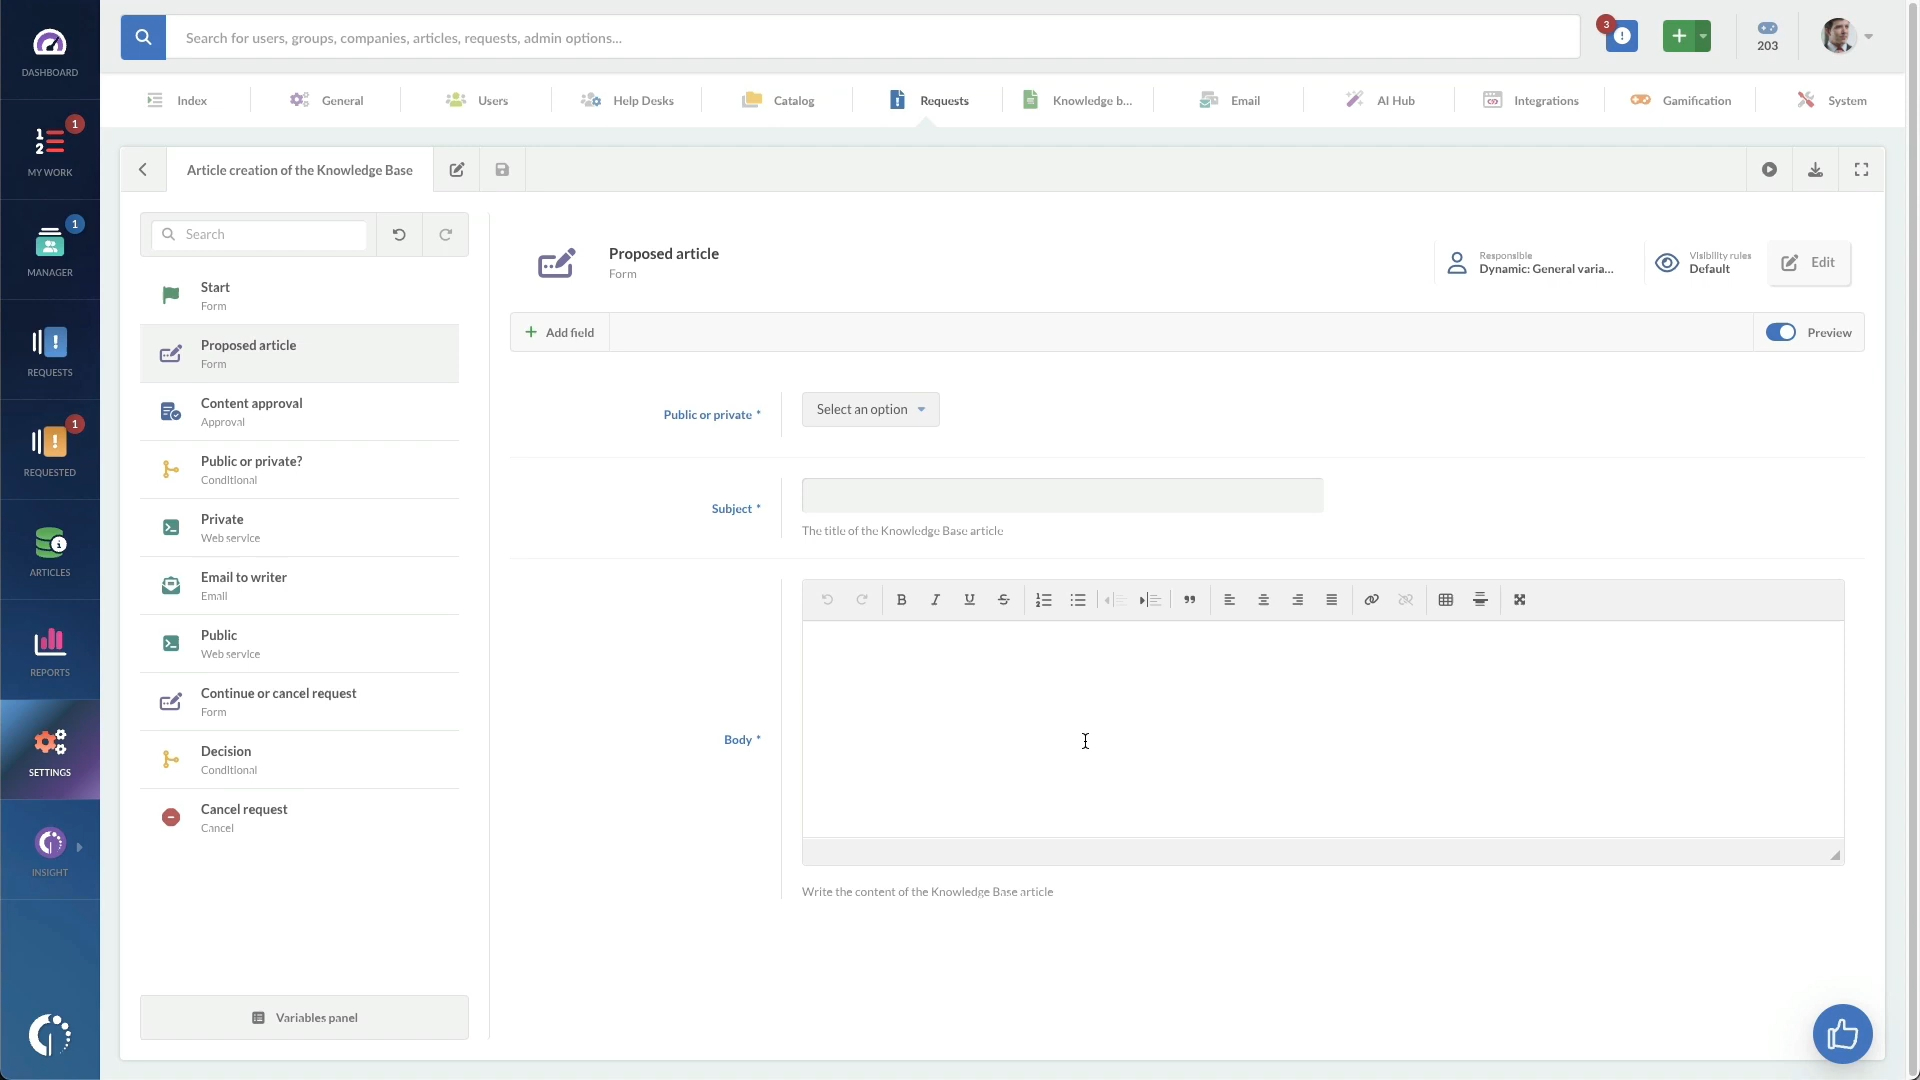 DASHBOARD
1
MY WORK
1
MANAGER
REQUESTS
1
REQUESTED
ARTICLES
REPORTS
SETTINGS
INSIGHT
Search for users, groups, companies, articles, requests, admin options...
3
203
Index
General
Users
Help Desks
Catalog
Requests
Knowledge b...
Email
AI Hub
Integrations
Gamification
System
Article creation of the Knowledge Base
Search
Start
Form
Proposed article
Form
Content approval
Approval
Public or private?
Conditional
Private
Web service
Email to writer
Email
Public
Web service
Continue or cancel request
Form
Decision
Conditional
Cancel request
Cancel
Variables panel
Proposed article
Form
Responsible
Dynamic: General varia...
Visibility rules
Default
Edit
Add field
Preview
Public or private *
Select an option
Subject *
The title of the Knowledge Base article
B I U S
Body *
Write the content of the Knowledge Base article